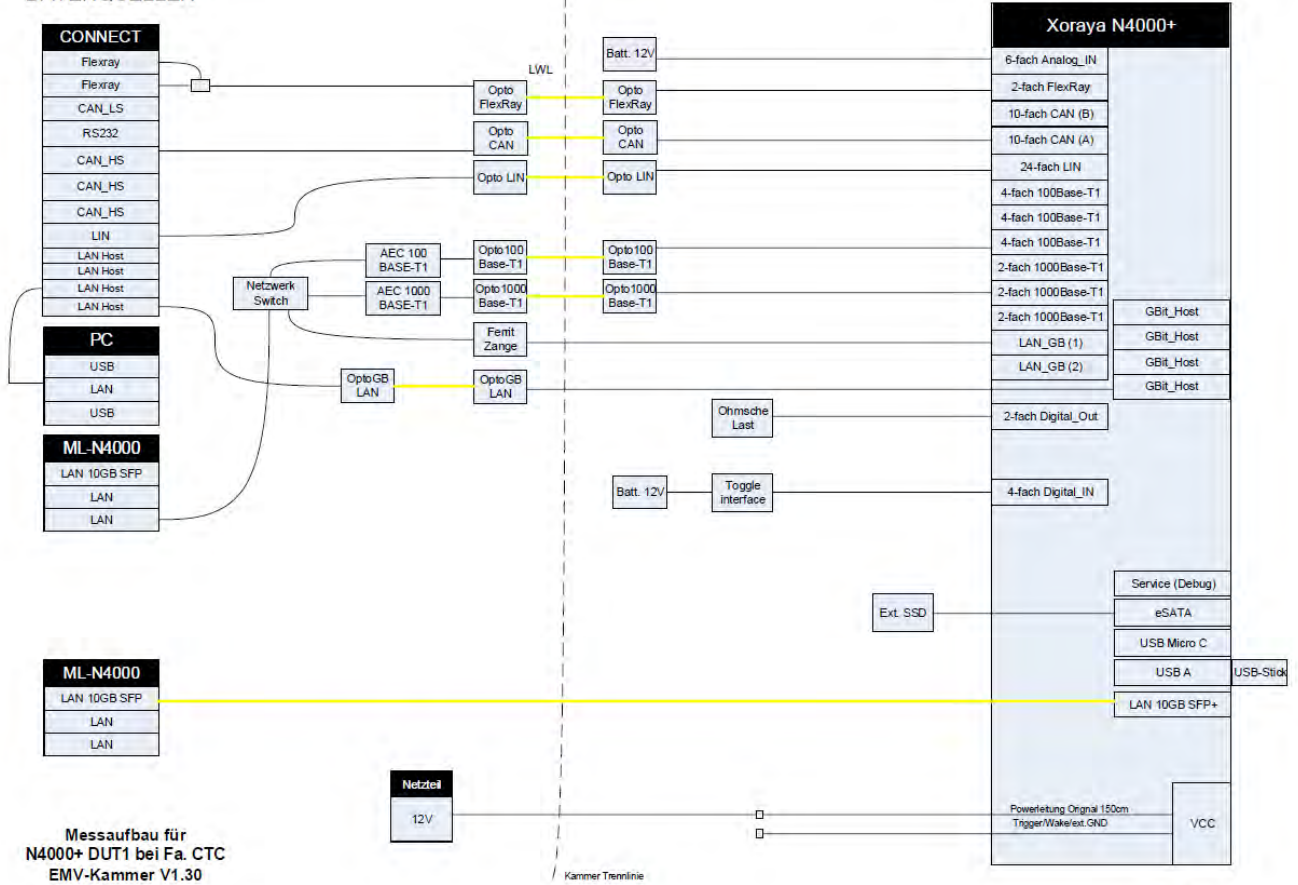 CONNECT
Flexray
Flexray
CAN_LS
RS232
CAN_HS
CAN_HS
CAN_HS
LIN
LAN Host
LAN Host
LAN Host
LAN Host
PC
USB
LAN
USB
ML-N4000
LAN 10GB SFP
LAN
LAN
ML-N4000
LAN 10GB SFP
LAN
LAN
Messaufbau für
N4000+ DUT1 bei Fa. CTC
EMV-Kammer V1.30
Netzwerk
Switch
AEC 100
BASE-T1
AEC 1000
BASE-T1
OptoGB
LAN
LWL
Opto
FlexRay
Opto
CAN
Opto LIN
Opto100
Base-T1
Opto1000
Base-T1
Ferrit
Zange
OptoGB
LAN
Netzteil
12V
Kammer Trennlinie
Batt. 12V
Opto
FlexRay
Opto
CAN
Opto LIN
Opto100
Base-T1
Opto1000
Base-T1
Ohmsche
Last
Batt. 12V
Toggle
interface
Ext. SSD
Xoraya N4000+
6-fach Analog_IN
2-fach FlexRay
10-fach CAN (B)
10-fach CAN (A)
24-fach LIN
4-fach 100Base-T1
4-fach 100Base-T1
4-fach 100Base-T1
2-fach 1000Base-T1
2-fach 1000Base-T1
2-fach 1000Base-T1
LAN_GB (1)
LAN_GB (2)
GBit_Host
GBit_Host
GBit_Host
GBit_Host
2-fach Digital_Out
4-fach Digital_IN
Service (Debug)
eSATA
USB Micro C
USB A
USB-Stick
LAN 10GB SFP+
Powerleitung Orignal 150cm
Trigger/Wake/ext.GND
VCC